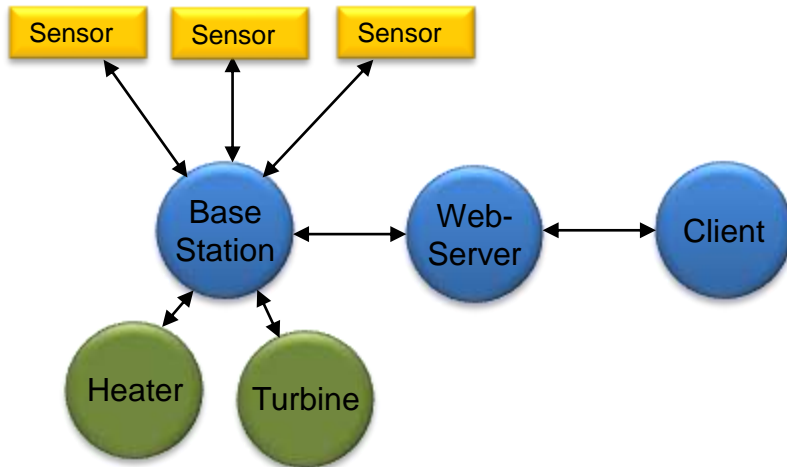 Sensor
Sensor
Sensor
Base
Station
Web-
Server
Client
Heater
Turbine